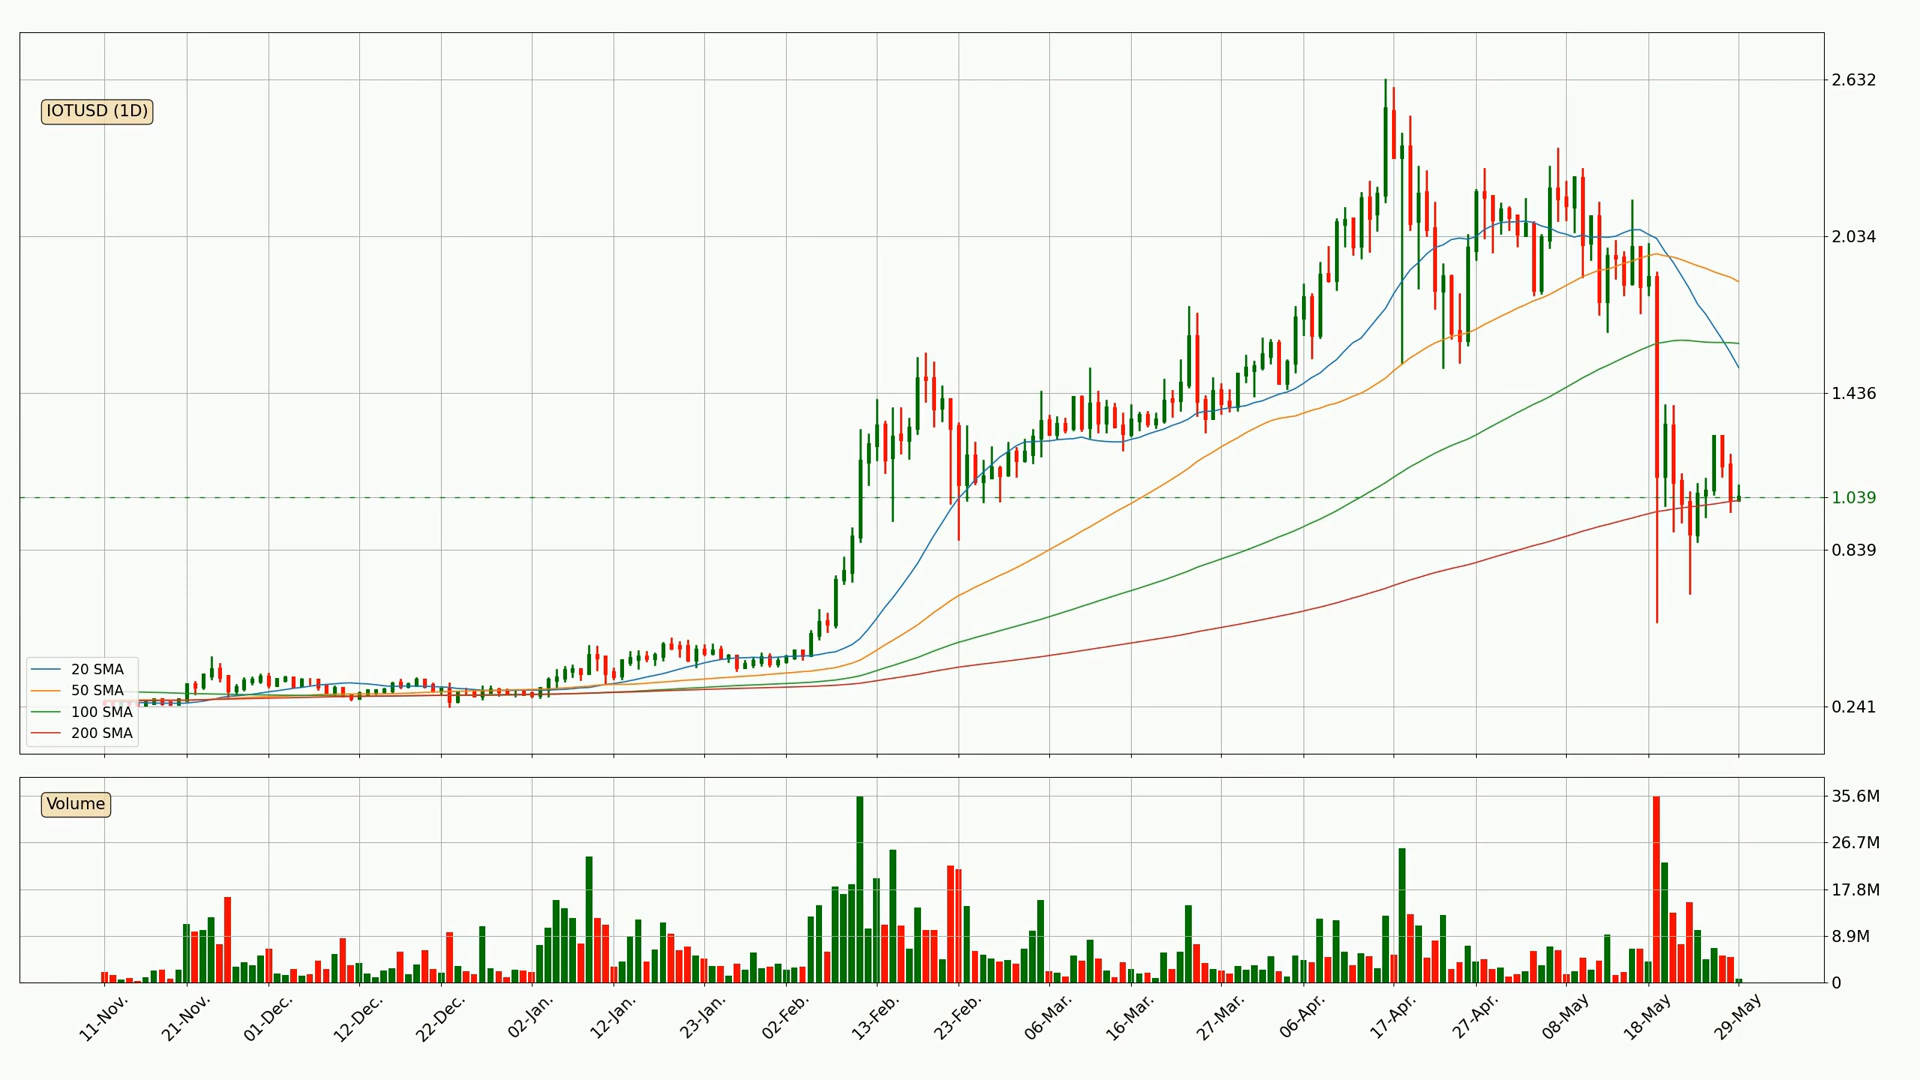 IOTUSD (1D)
2.632
2.034
1.436
1.039
0.839
0.241
20 SMA
50 SMA
100 SMA
200 SMA
Volume
35.6M
26.7M
17.8M
8.9M
0
11-Nov.
21-Nov.
01-Dec.
12-Dec.
22-Dec.
02-Jan.
12-Jan.
23-Jan.
02-Feb.
13-Feb.
23-Feb.
06-Mar.
16-Mar.
27-Mar.
06-Apr.
17-Apr.
27-Apr.
08-May
18-May
29-May